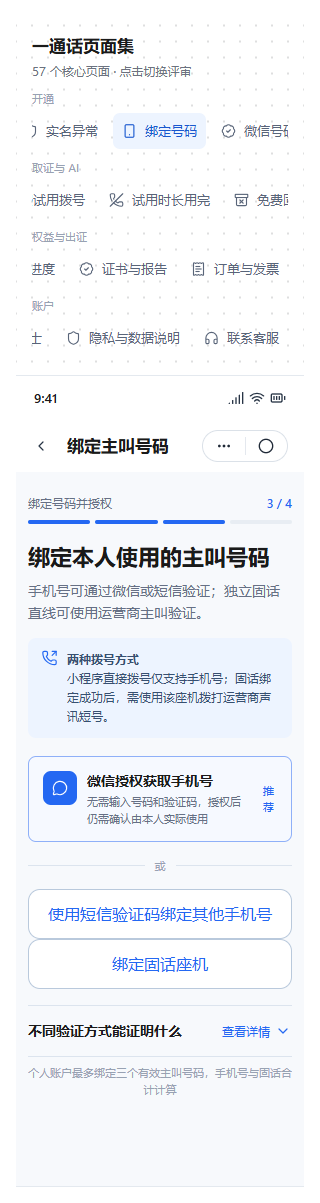 一通话页面集
57 个核心页面 · 点击切换评审
开通
实名异常 绑定号码 微信号
取证与 AI
试用拨号 试用时长用完 免费
权益与出证
进度 证书与报告 订单与发票
账户
隐私与数据说明 联系客服
9:41
绑定主叫号码
绑定号码并授权 3 / 4
绑定本人使用的主叫号码
手机号可通过微信或短信验证；独立固话
直线可使用运营商主叫验证。
两种拨号方式
小程序直接拨号仅支持手机号；固话绑
定成功后，需使用该座机拨打运营商声
讯短号。
微信授权获取手机号
无需输入号码和验证码，授权后
仍需确认由本人实际使用
推
荐
或
使用短信验证码绑定其他手机号
绑定固话座机
不同验证方式能证明什么 查看详情
个人账户最多绑定三个有效主叫号码，手机号与固话合
计计算